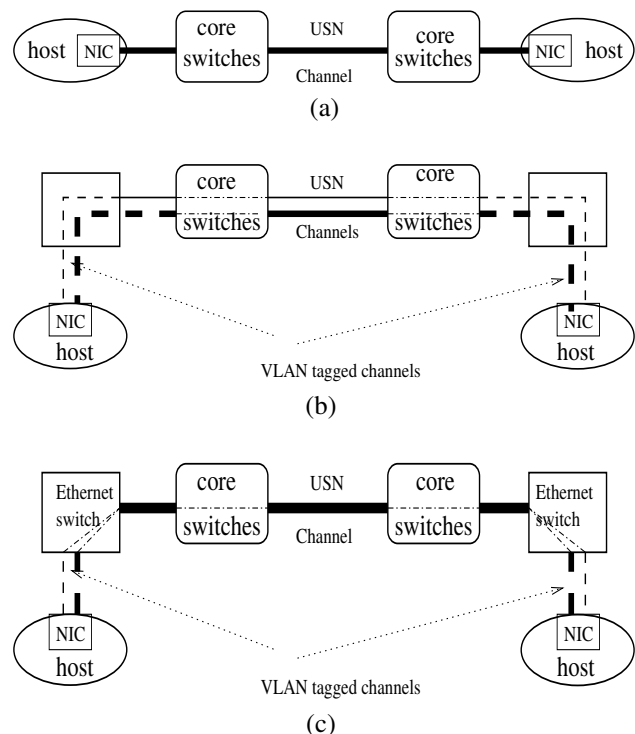 host NIC core switches USN Channel core switches NIC host
(a)
core switches USN Channels core switches
NIC host NIC host
VLAN tagged channels
(b)
Ethernet switch core switches USN Channel core switches Ethernet switch
NIC host NIC host
VLAN tagged channels
(c)